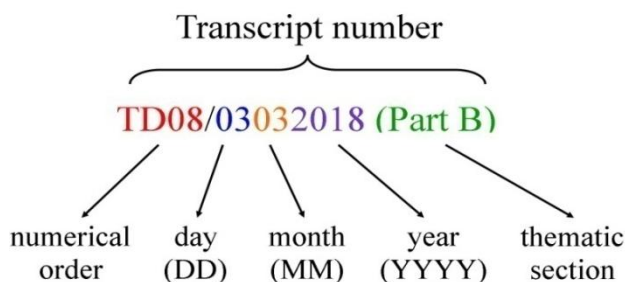 Transcript number
TD08/03032018 (Part B)
numerical order
day (DD)
month (MM)
year (YYYY)
thematic section